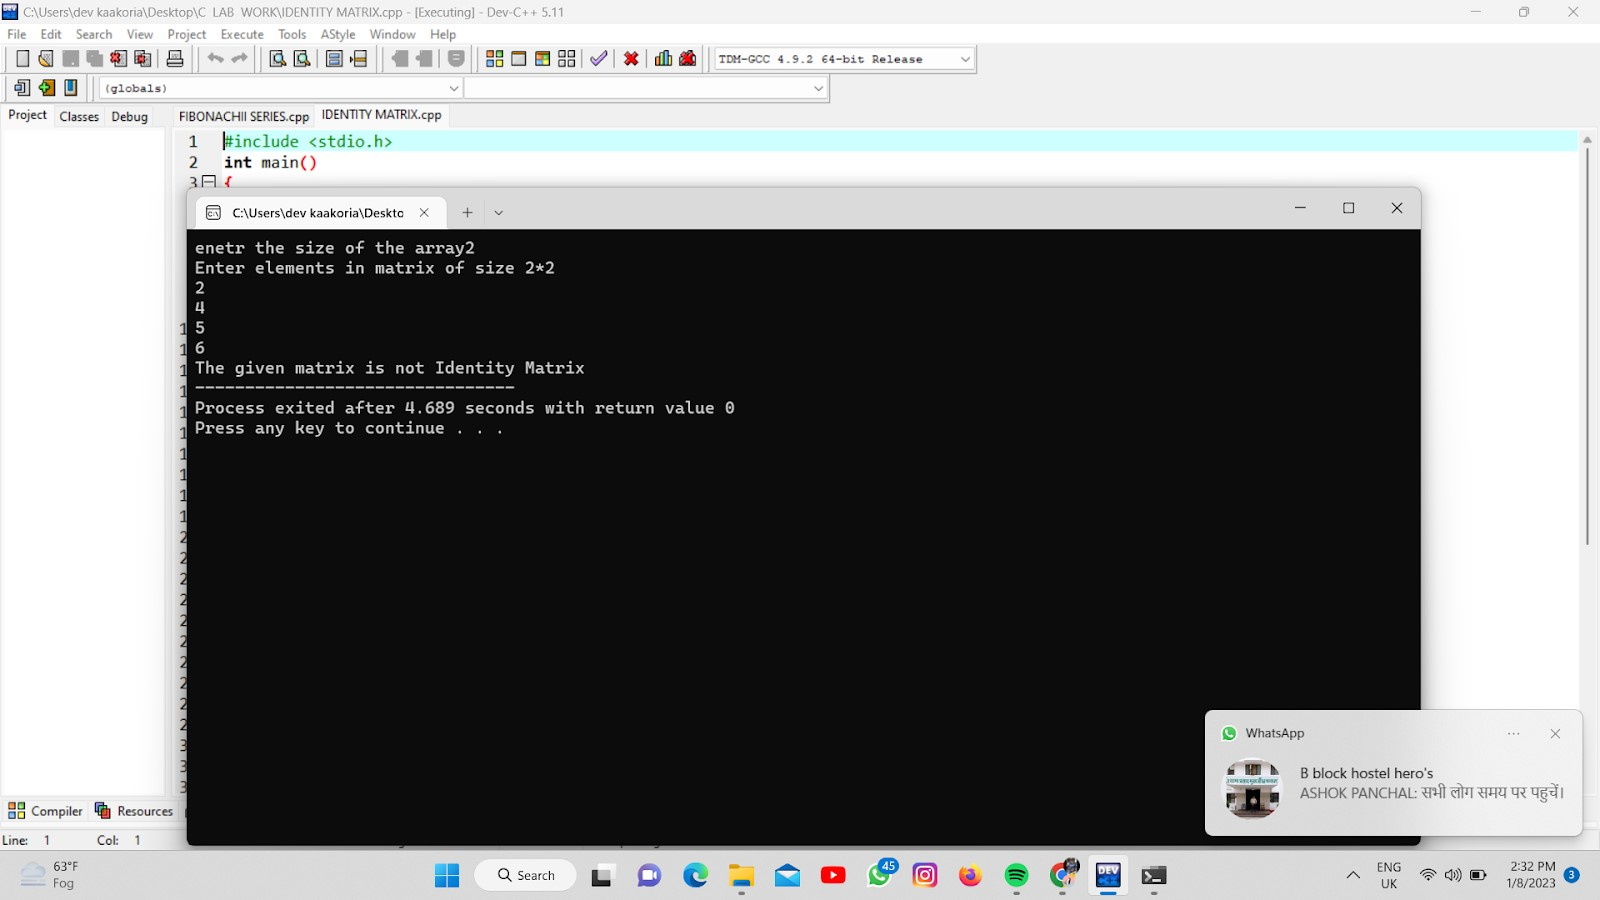 C:\Users\dev kaakoria\Desktop\C LAB WORK\IDENTITY MATRIX.cpp - [Executing] - Dev-C++ 5.11
File Edit Search View Project Execute Tools AStyle Window Help
TDM-GCC 4.9.2 64-bit Release
(globals)
Project Classes Debug
FIBONACHII SERIES.cpp IDENTITY MATRIX.cpp
1 #include <stdio.h>
2 int main()
3 {
C:\Users\dev kaakoria\Deskto
enetr the size of the array2
Enter elements in matrix of size 2*2
2
4
5
6
The given matrix is not Identity Matrix
--------------------------------
Process exited after 4.689 seconds with return value 0
Press any key to continue . . .
WhatsApp
B block hostel hero's
ASHOK PANCHAL: सभी लोग समय पर पहुचें।
Compiler Resources
Line: 1 Col: 1
63°F
Fog
Search
45
DEV
ENG
UK
2:32 PM
1/8/2023
3